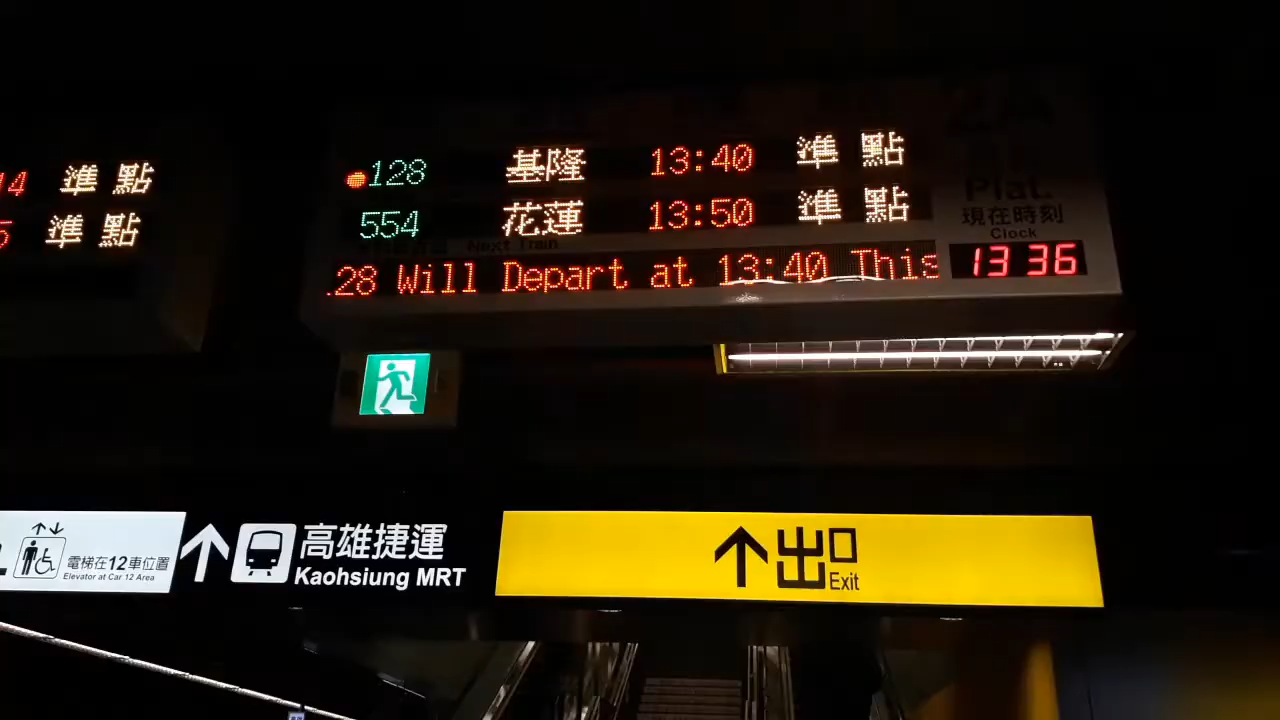 14 準點
5 準點
128 基隆 13:40 準點
554 花蓮 13:50 準點
Next Train
28 Will Depart at 13:40 This
2A
Plat.
現在時刻
Clock
13 36
電梯在12車位置
Elevator at Car 12 Area
高雄捷運
Kaohsiung MRT
出口
Exit